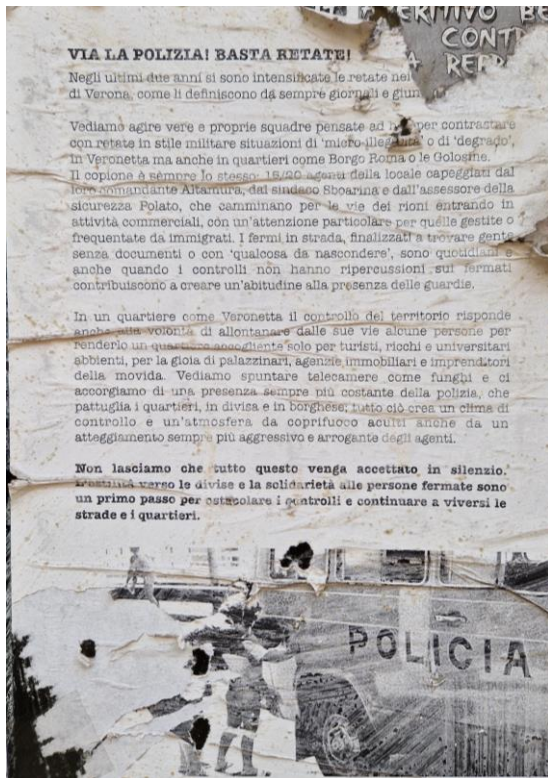 ERITIVO BE
CONT
REP
VIA LA POLIZIA! BASTA RETATE!
Negli ultimi due anni si sono intensificate le retate nei
di Verona, come li definiscono da sempre giornali e giun
Vediamo agire vere e proprie squadre pensate ad hoc per contrastare
con retate in stile militare situazioni di 'micro-illegalità' o di 'degrado',
in Veronetta ma anche in quartieri come Borgo Roma o le Golosine.
Il copione è sempre lo stesso: 15/20 agenti della locale capeggiati dal
loro comandante Altamura, dal sindaco Sboarina e dall'assessore della
sicurezza Polato, che camminano per le vie dei rioni entrando in
attività commerciali, con un'attenzione particolare per quelle gestite o
frequentate da immigrati. I fermi in strada, finalizzati a trovare gente
senza documenti o con 'qualcosa da nascondere', sono quotidiani e
anche quando i controlli non hanno ripercussioni sui fermati
contribuiscono a creare un'abitudine alla presenza delle guardie.
In un quartiere come Veronetta il controllo del territorio risponde
anche alla volontà di allontanare dalle sue vie alcune persone per
renderlo un quartiere accogliente solo per turisti, ricchi e universitari
abbienti, per la gioia di palazzinari, agenzie immobiliari e imprenditori
della movida. Vediamo spuntare telecamere come funghi e ci
accorgiamo di una presenza sempre più costante della polizia, che
pattuglia i quartieri, in divisa e in borghese; tutto ciò crea un clima di
controllo e un'atmosfera da coprifuoco acuiti anche da un
atteggiamento sempre più aggressivo e arrogante degli agenti.
Non lasciamo che tutto questo venga accettato in silenzio.
L'ostilità verso le divise e la solidarietà alle persone fermate sono
un primo passo per ostacolare i controlli e continuare a viversi le
strade e i quartieri.
POLICIA